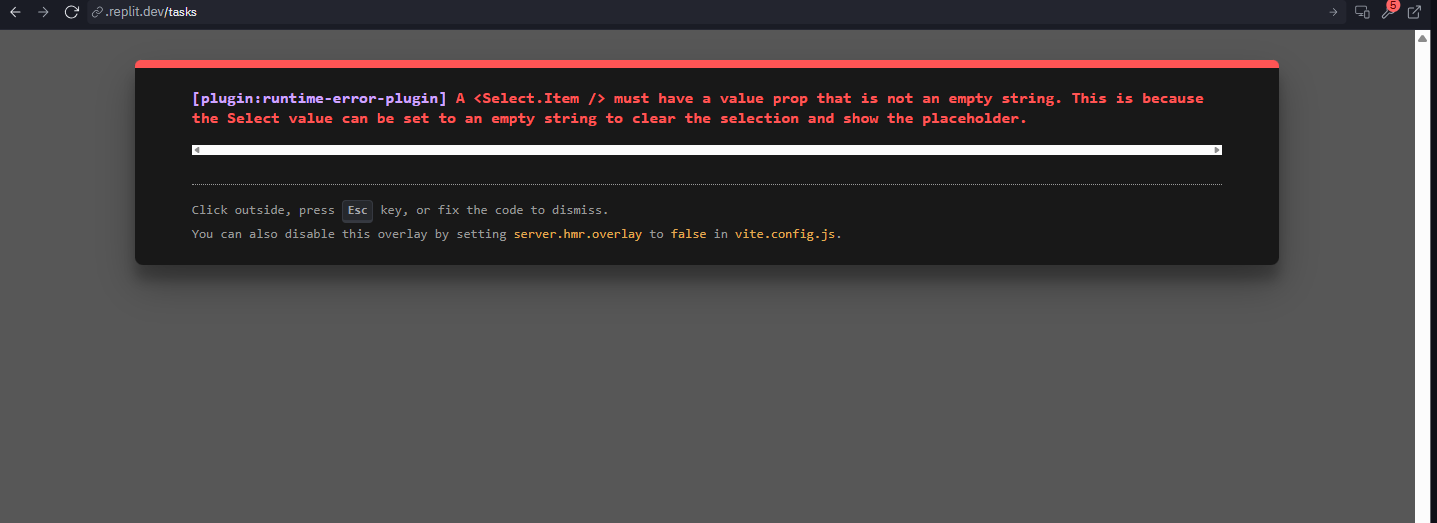 .replit.dev/tasks
5
[plugin:runtime-error-plugin] A <Select.Item /> must have a value prop that is not an empty string. This is because
the Select value can be set to an empty string to clear the selection and show the placeholder.
Click outside, press Esc key, or fix the code to dismiss.
You can also disable this overlay by setting server.hmr.overlay to false in vite.config.js.